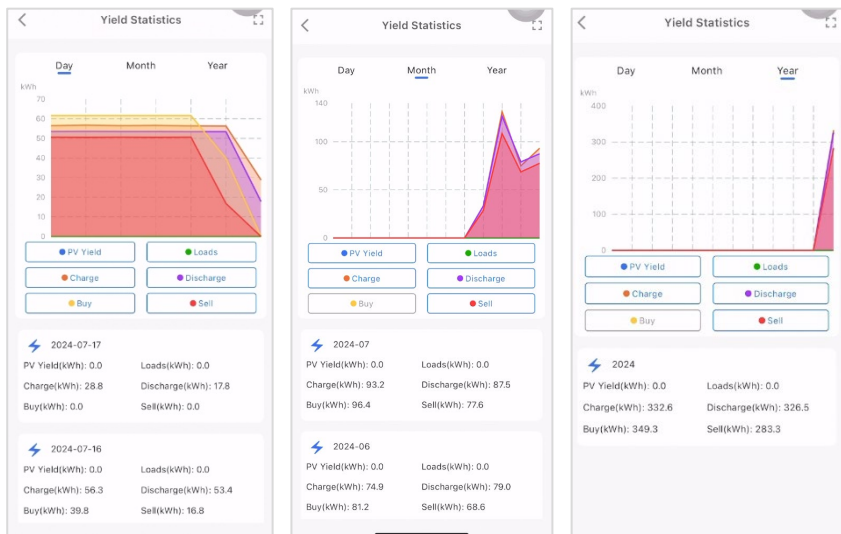 Yield Statistics
Day Month Year
kWh
70
60
50
40
30
20
10
0
PV Yield Loads
Charge Discharge
Buy Sell
2024-07-17
PV Yield(kWh): 0.0 Loads(kWh): 0.0
Charge(kWh): 28.8 Discharge(kWh): 17.8
Buy(kWh): 0.0 Sell(kWh): 0.0
2024-07-16
PV Yield(kWh): 0.0 Loads(kWh): 0.0
Charge(kWh): 56.3 Discharge(kWh): 53.4
Buy(kWh): 39.8 Sell(kWh): 16.8
Yield Statistics
Day Month Year
kWh
140
100
50
0
PV Yield Loads
Charge Discharge
Buy Sell
2024-07
PV Yield(kWh): 0.0 Loads(kWh): 0.0
Charge(kWh): 93.2 Discharge(kWh): 87.5
Buy(kWh): 96.4 Sell(kWh): 77.6
2024-06
PV Yield(kWh): 0.0 Loads(kWh): 0.0
Charge(kWh): 74.9 Discharge(kWh): 79.0
Buy(kWh): 81.2 Sell(kWh): 68.6
Yield Statistics
Day Month Year
kWh
400
300
200
100
0
PV Yield Loads
Charge Discharge
Buy Sell
2024
PV Yield(kWh): 0.0 Loads(kWh): 0.0
Charge(kWh): 332.6 Discharge(kWh): 326.5
Buy(kWh): 349.3 Sell(kWh): 283.3